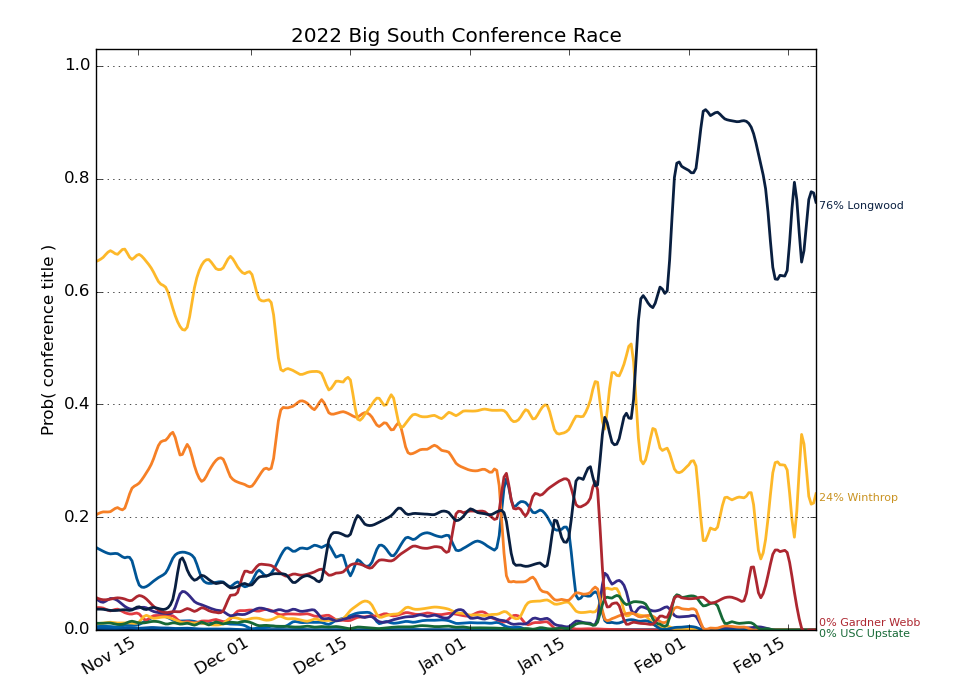 2022 Big South Conference Race
Prob( conference title )
1.0
0.8
0.6
0.4
0.2
0.0
76% Longwood
24% Winthrop
0% Gardner Webb
0% USC Upstate
Nov 15
Dec 01
Dec 15
Jan 01
Jan 15
Feb 01
Feb 15